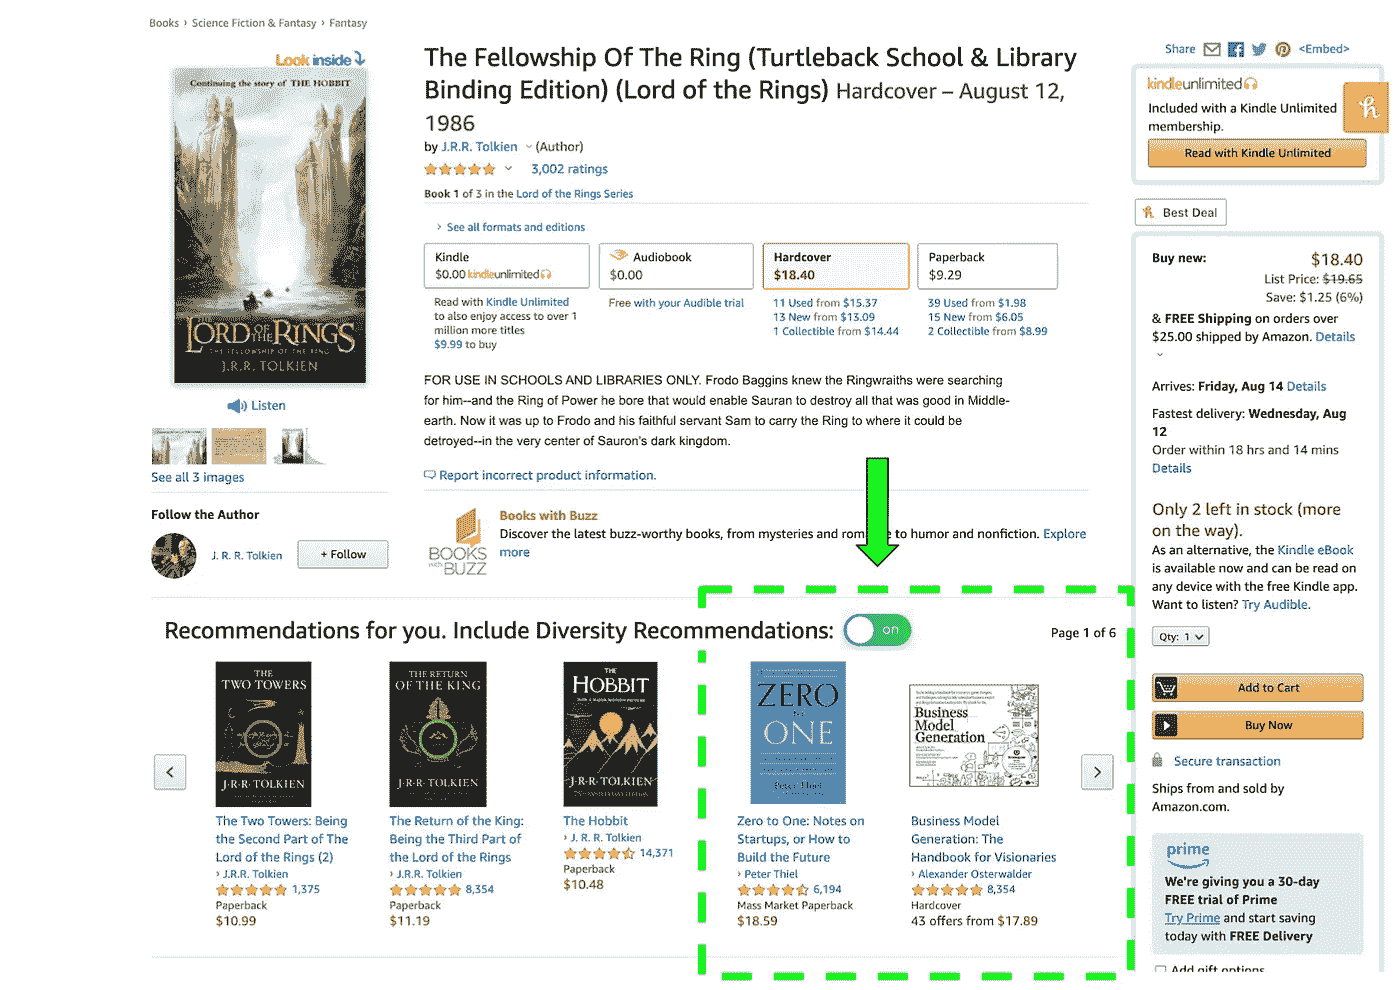 Books › Science Fiction & Fantasy › Fantasy
Look inside
Continuing the story of THE HOBBIT
THE
LORD OF THE RINGS
THE FELLOWSHIP OF THE RING
J.R.R. TOLKIEN
Listen
See all 3 images
Follow the Author
J. R. R. Tolkien
+ Follow
The Fellowship Of The Ring (Turtleback School & Library
Binding Edition) (Lord of the Rings) Hardcover – August 12,
1986
by J.R.R. Tolkien (Author)
3,002 ratings
Book 1 of 3 in the Lord of the Rings Series
› See all formats and editions
Kindle
$0.00 kindleunlimited
Read with Kindle Unlimited
to also enjoy access to over 1
million more titles
$9.99 to buy
Audiobook
$0.00
Free with your Audible trial
Hardcover
$18.40
11 Used from $15.37
13 New from $13.09
1 Collectible from $14.44
Paperback
$9.29
39 Used from $1.98
15 New from $6.05
2 Collectible from $8.99
FOR USE IN SCHOOLS AND LIBRARIES ONLY. Frodo Baggins knew the Ringwraiths were searching
for him--and the Ring of Power he bore that would enable Sauran to destroy all that was good in Middle-
earth. Now it was up to Frodo and his faithful servant Sam to carry the Ring to where it could be
detroyed--in the very center of Sauron's dark kingdom.
Report incorrect product information.
BOOKS
WITH BUZZ
Books with Buzz
Discover the latest buzz-worthy books, from mysteries and rom to humor and nonfiction. Explore
more
Share <Embed>
kindleunlimited
Included with a Kindle Unlimited
membership.
Read with Kindle Unlimited
h
Best Deal
Buy new: $18.40
List Price: $19.65
Save: $1.25 (6%)
& FREE Shipping on orders over
$25.00 shipped by Amazon. Details
Arrives: Friday, Aug 14 Details
Fastest delivery: Wednesday, Aug
12
Order within 18 hrs and 14 mins
Details
Only 2 left in stock (more
on the way).
As an alternative, the Kindle eBook
is available now and can be read on
any device with the free Kindle app.
Want to listen? Try Audible.
Qty: 1
Add to Cart
Buy Now
Secure transaction
Ships from and sold by
Amazon.com.
prime
We're giving you a 30-day
FREE trial of Prime
Try Prime and start saving
today with FREE Delivery
Add gift options
Recommendations for you. Include Diversity Recommendations: on
Page 1 of 6
THE
TWO TOWERS
J·R·R·TOLKIEN
The Two Towers: Being
the Second Part of The
Lord of the Rings (2)
› J.R.R.Tolkien
1,375
Paperback
$10.99
THE RETURN
OF THE KING
J·R·R·TOLKIEN
The Return of the King:
Being the Third Part of
the Lord of the Rings
› J.R.R.Tolkien
8,354
Paperback
$11.19
THE
HOBBIT
J·R·R·TOLKIEN
The Hobbit
› J. R. R. Tolkien
14,371
Paperback
$10.48
ZERO
ONE
Peter Thiel
Zero to One: Notes on
Startups, or How to
Build the Future
› Peter Thiel
6,194
Mass Market Paperback
$18.59
Business
Model
Generation
Business Model
Generation: The
Handbook for Visionaries
› Alexander Osterwalder
8,354
Hardcover
43 offers from $17.89